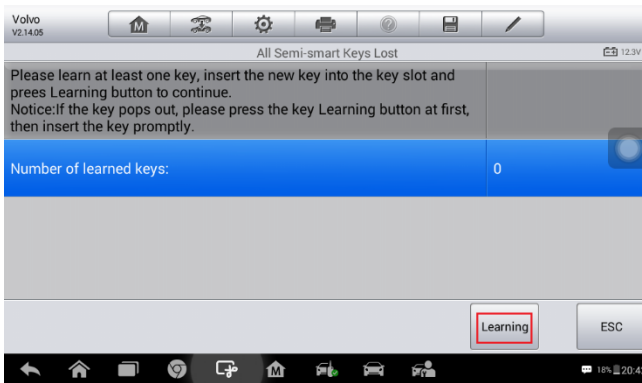 Volvo
V2.14.05
All Semi-smart Keys Lost
12.3V
Please learn at least one key, insert the new key into the key slot and
prees Learning button to continue.
Notice:If the key pops out, please press the key Learning button at first,
then insert the key promptly.
Number of learned keys: 0
Learning
ESC
18%